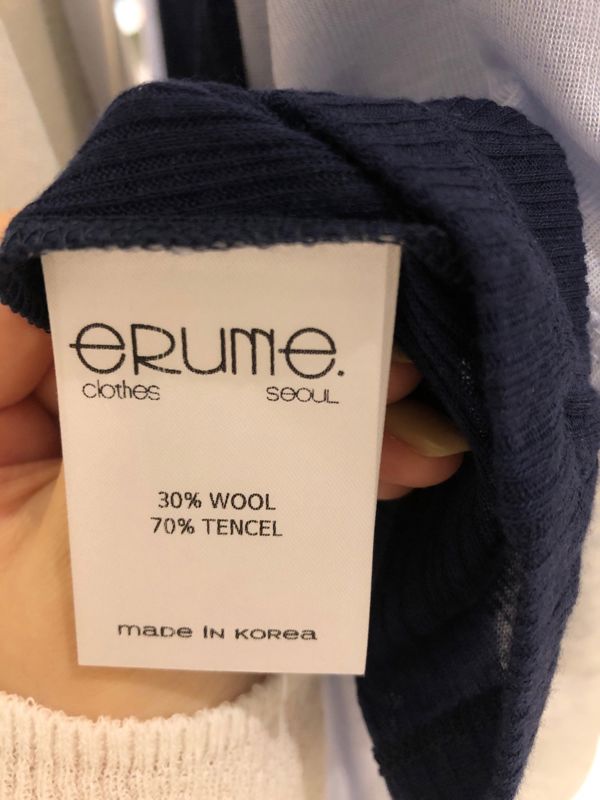 eRUMe.
clothes SEOUL
30% WOOL
70% TENCEL
maDe IN KORea